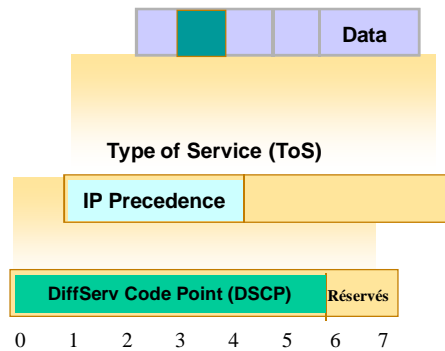 Data
Type of Service (ToS)
IP Precedence
DiffServ Code Point (DSCP) Réservés
0 1 2 3 4 5 6 7